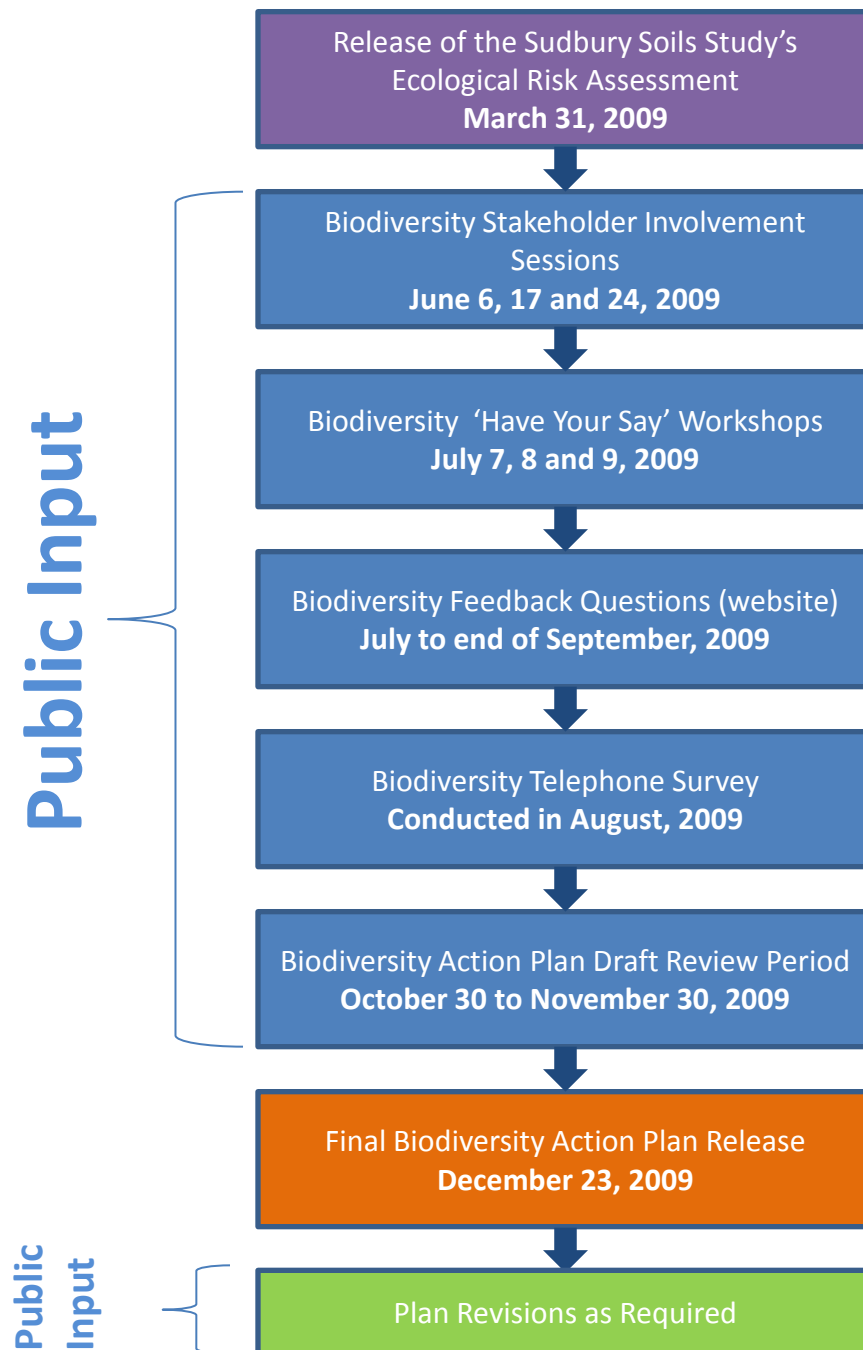 Release of the Sudbury Soils Study’s
Ecological Risk Assessment
March 31, 2009
Public Input
Biodiversity Stakeholder Involvement
Sessions
June 6, 17 and 24, 2009
Biodiversity ‘Have Your Say’ Workshops
July 7, 8 and 9, 2009
Biodiversity Feedback Questions (website)
July to end of September, 2009
Biodiversity Telephone Survey
Conducted in August, 2009
Biodiversity Action Plan Draft Review Period
October 30 to November 30, 2009
Final Biodiversity Action Plan Release
December 23, 2009
Public
Input
Plan Revisions as Required